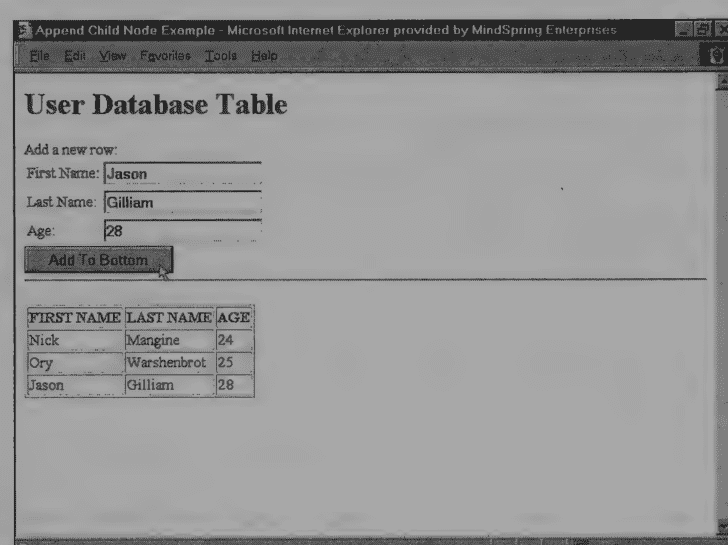 Append Child Node Example - Microsoft Internet Explorer provided by MindSpring Enterprises
File Edit View Favorites Tools Help
User Database Table
Add a new row:
First Name: Jason
Last Name: Gilliam
Age: 28
Add To Bottom
FIRST NAME LAST NAME AGE
Nick Mangine 24
Ory Warshenbrot 25
Jason Gilliam 28